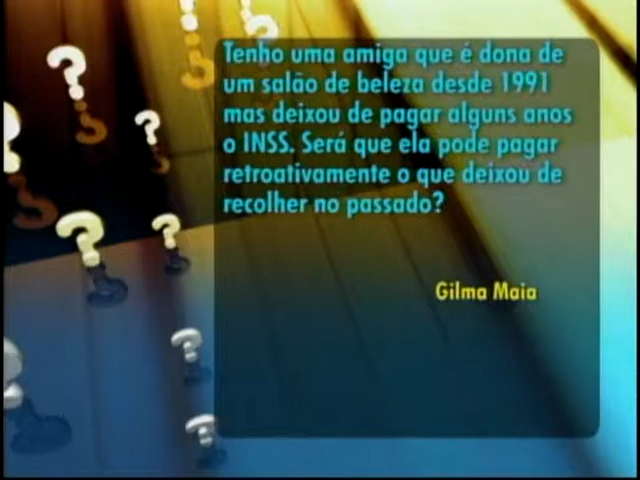 Tenho uma amiga que é dona de
um salão de beleza desde 1991
mas deixou de pagar alguns anos
o INSS. Será que ela pode pagar
retroativamente o que deixou de
recolher no passado?
Gilma Maia